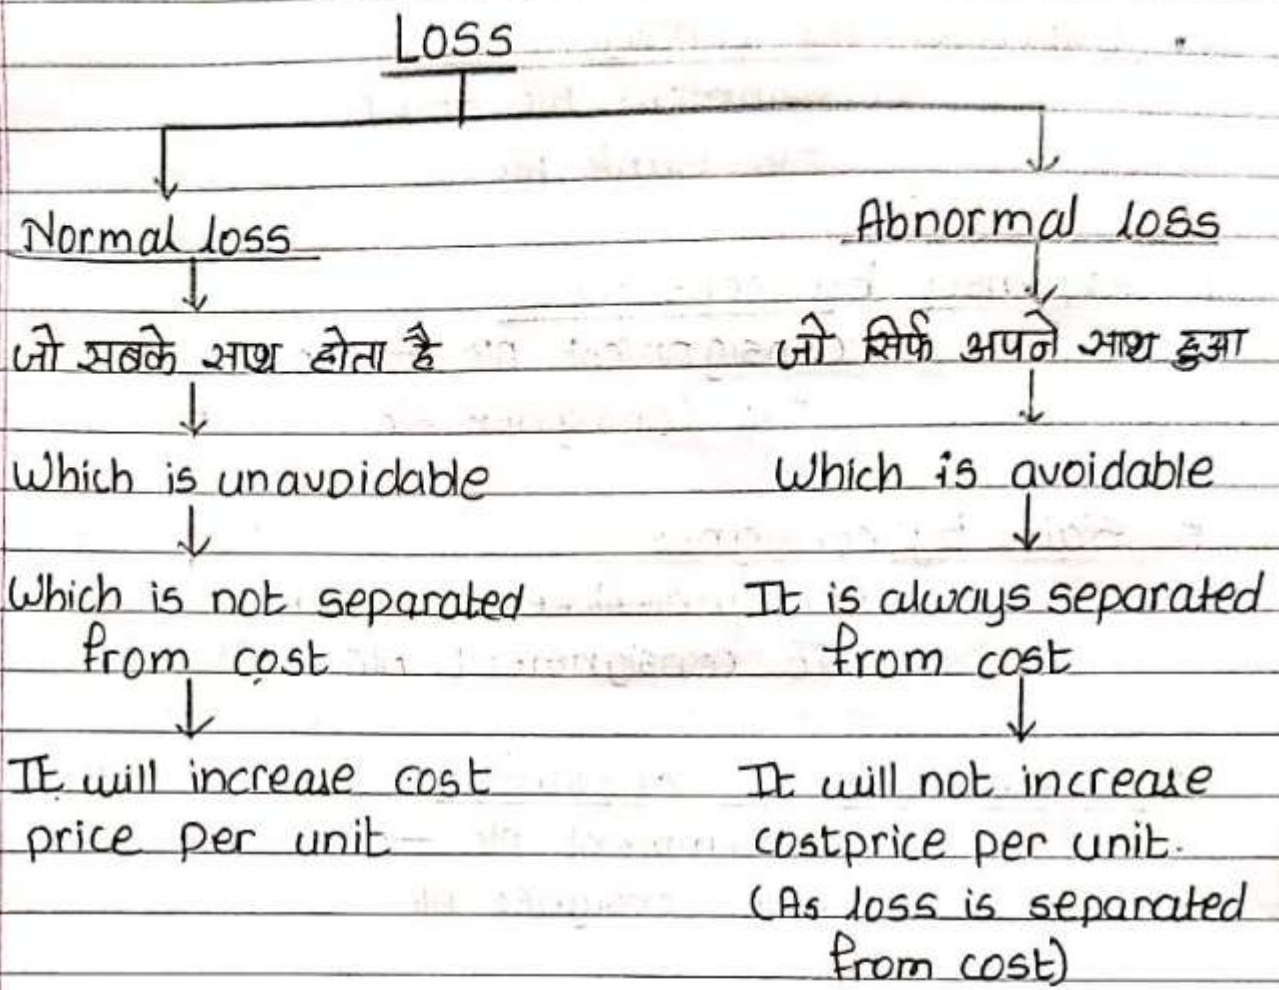 Loss
Normal loss
Abnormal loss
जो सबके साथ होता है
जो सिर्फ अपने साथ हुआ
Which is unavoidable
Which is avoidable
Which is not separated
from cost
It is always separated
from cost
It will increase cost
price per unit
It will not increase
costprice per unit.
(As loss is separated
from cost)